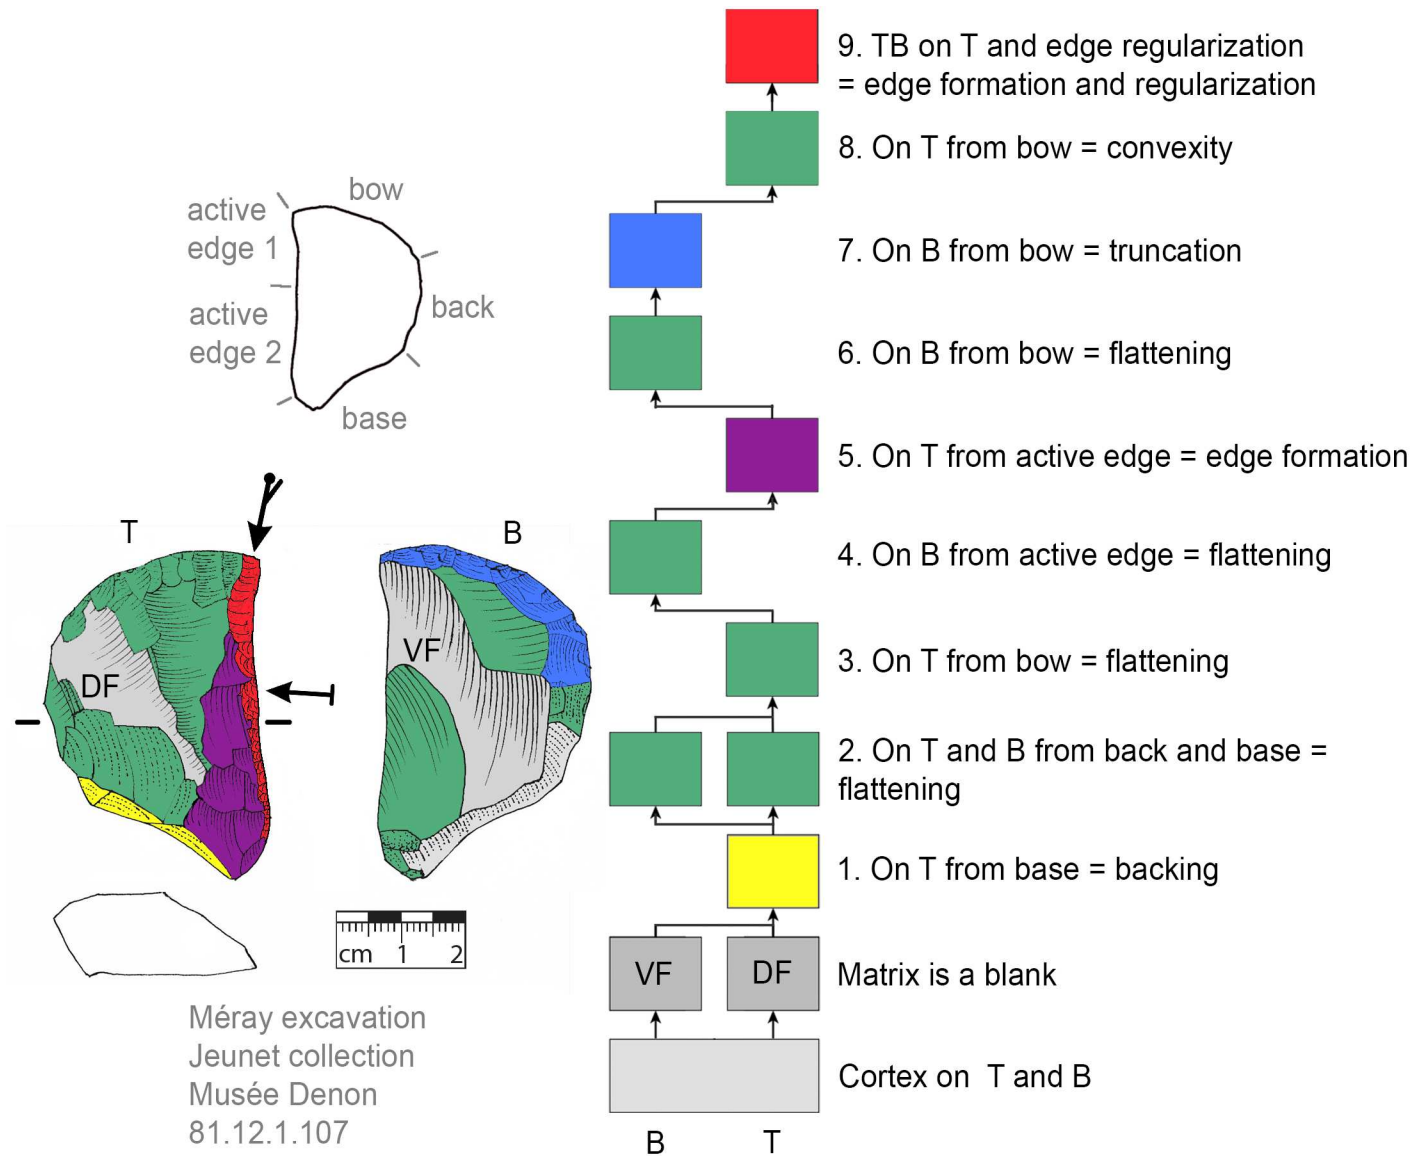 9. TB on T and edge regularization
= edge formation and regularization
8. On T from bow = convexity
7. On B from bow = truncation
6. On B from bow = flattening
5. On T from active edge = edge formation
4. On B from active edge = flattening
3. On T from bow = flattening
2. On T and B from back and base =
flattening
1. On T from base = backing
VF
DF
Matrix is a blank
Cortex on T and B
B
T
bow
active
edge 1
back
active
edge 2
base
T
B
DF
VF
cm 1 2
Méray excavation
Jeunet collection
Musée Denon
81.12.1.107